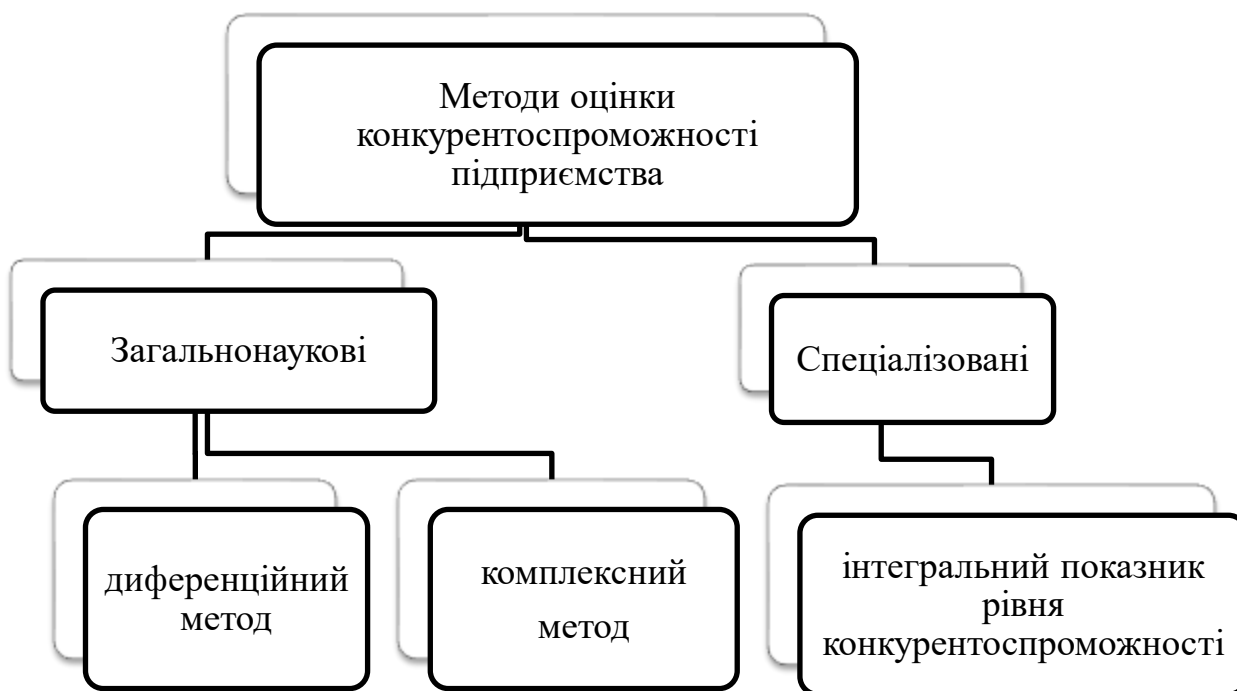 Методи оцінки
конкурентоспроможності
підприємства
Загальнонаукові
Спеціалізовані
диференційний
метод
комплексний
метод
інтегральний показник
рівня
конкурентоспроможності